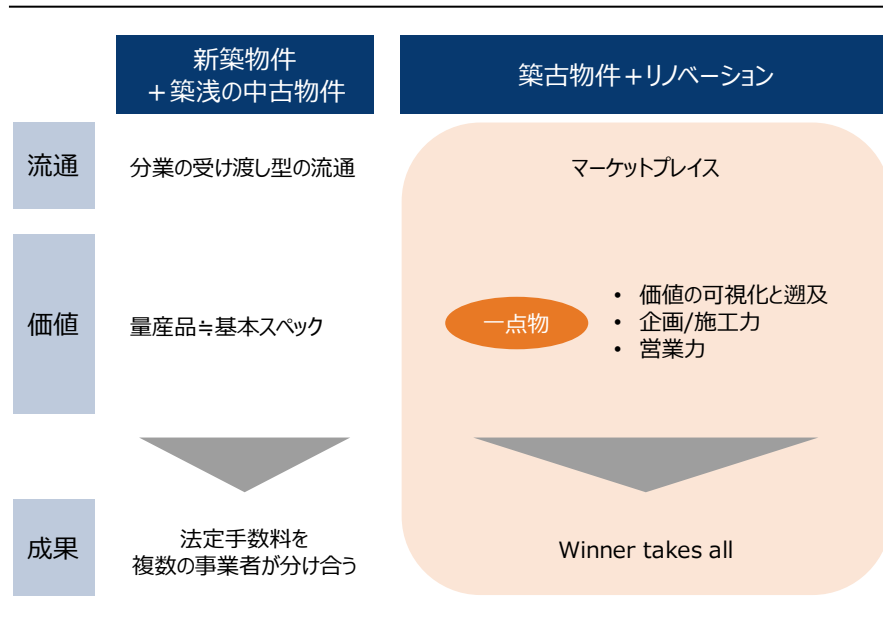 新築物件
＋築浅の中古物件
築古物件＋リノベーション
流通
分業の受け渡し型の流通
マーケットプレイス
価値
量産品≒基本スペック
一点物
• 価値の可視化と遡及
• 企画/施工力
• 営業力
成果
法定手数料を
複数の事業者が分け合う
Winner takes all